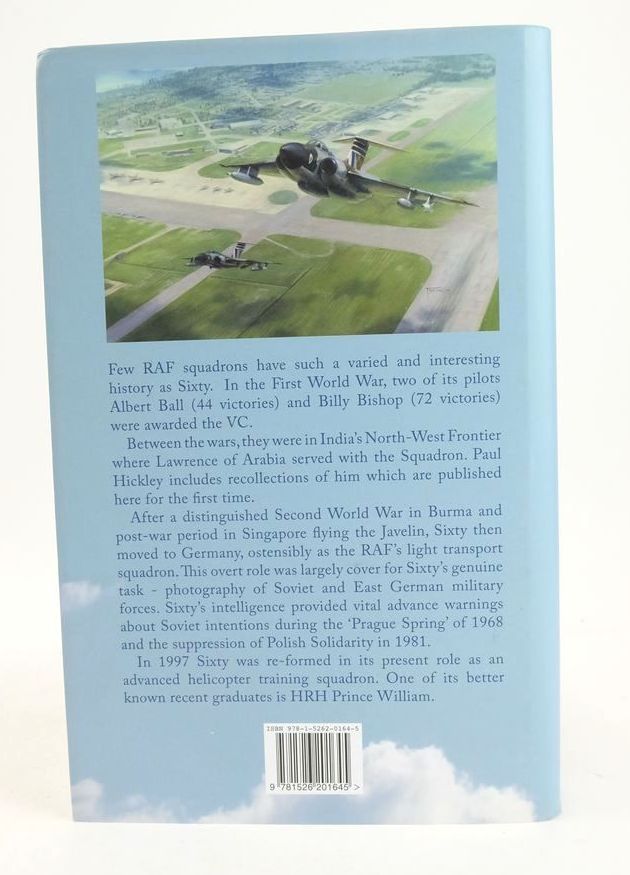 Few RAF squadrons have such a varied and interesting
history as Sixty. In the First World War, two of its pilots
Albert Ball (44 victories) and Billy Bishop (72 victories)
were awarded the VC.
Between the wars, they were in India's North-West Frontier
where Lawrence of Arabia served with the Squadron. Paul
Hickley includes recollections of him which are published
here for the first time.
After a distinguished Second World War in Burma and
post-war period in Singapore flying the Javelin, Sixty then
moved to Germany, ostensibly as the RAF's light transport
squadron. This overt role was largely cover for Sixty's genuine
task - photography of Soviet and East German military
forces. Sixty's intelligence provided vital advance warnings
about Soviet intentions during the 'Prague Spring' of 1968
and the suppression of Polish Solidarity in 1981.
In 1997 Sixty was re-formed in its present role as an
advanced helicopter training squadron. One of its better
known recent graduates is HRH Prince William.
ISBN 978-1-5262-0164-5
9 781526 201645 >